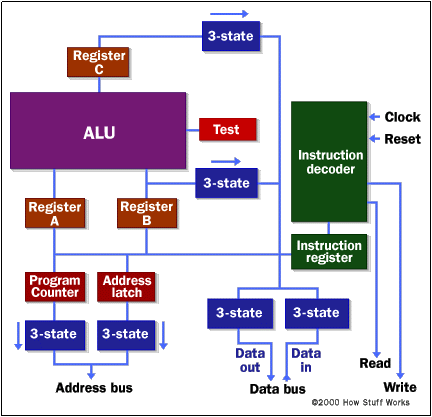 3-state
Register
C
ALU
Test
Clock
Reset
Instruction
decoder
3-state
Register
A
Register
B
Instruction
register
Program
Counter
Address
latch
3-state
3-state
3-state
3-state
Data
out
Data
in
Read
Address bus
Data bus
Write
©2000 How Stuff Works